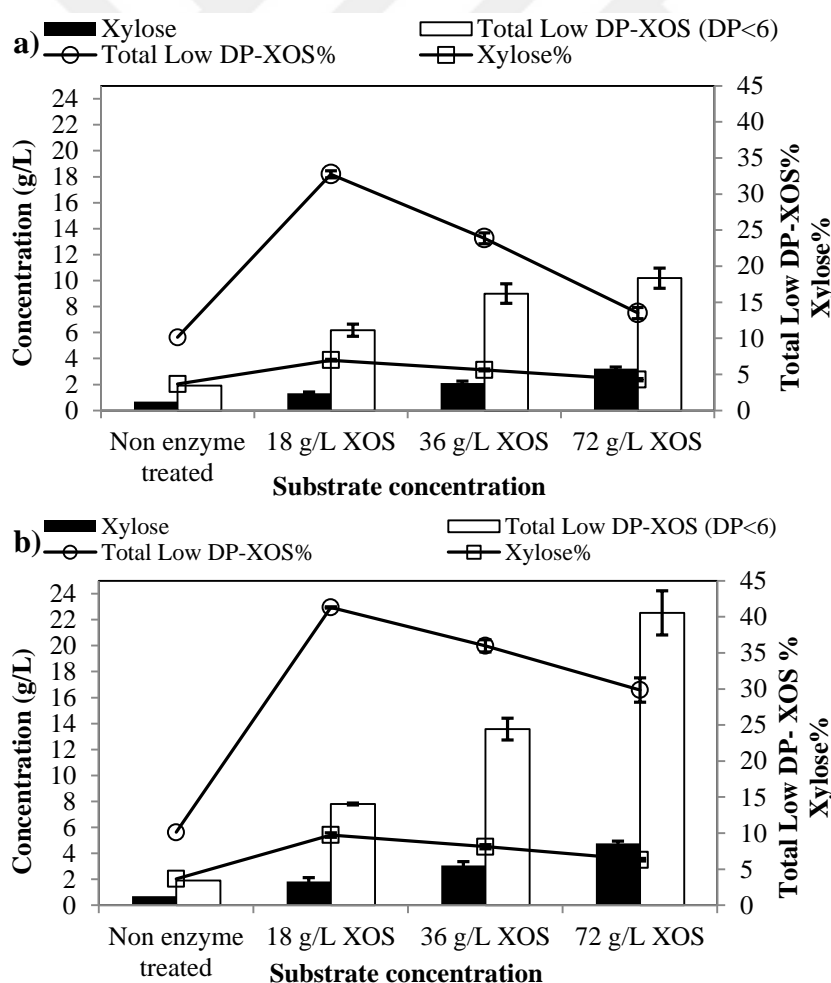 a)
Xylose
Total Low DP-XOS (DP<6)
Total Low DP-XOS%
Xylose%
Concentration (g/L)
24
22
20
18
16
14
12
10
8
6
4
2
0
45
40
35
30
25
20
15
10
5
0
Total Low DP-XOS%
Xylose%
Non enzyme treated
18 g/L XOS
36 g/L XOS
72 g/L XOS
Substrate concentration
b)
Xylose
Total Low DP-XOS (DP<6)
Total Low DP-XOS%
Xylose%
Concentration (g/L)
24
22
20
18
16
14
12
10
8
6
4
2
0
45
40
35
30
25
20
15
10
5
0
Total Low DP- XOS %
Xylose%
Non enzyme treated
18 g/L XOS
36 g/L XOS
72 g/L XOS
Substrate concentration